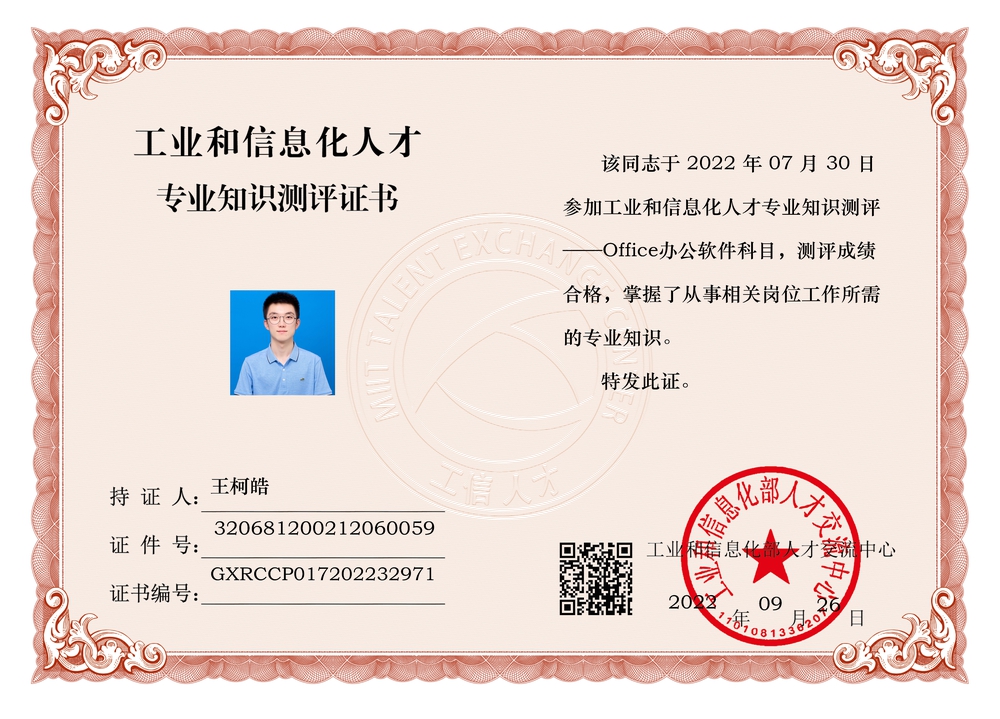 工业和信息化人才
专业知识测评证书
该同志于 2022 年 07 月 30 日
参加工业和信息化人才专业知识测评
——Office办公软件科目，测评成绩
合格，掌握了从事相关岗位工作所需
的专业知识。
特发此证。
MIIT TALENT EXCHANGE CENTER
工信人才
持 证 人: 王柯皓
证 件 号: 320681200212060059
证书编号: GXRCCP017202232971
工业和信息化部人才交流中心
2022 年 09 月 26 日
工业和信息化部人才交流中心